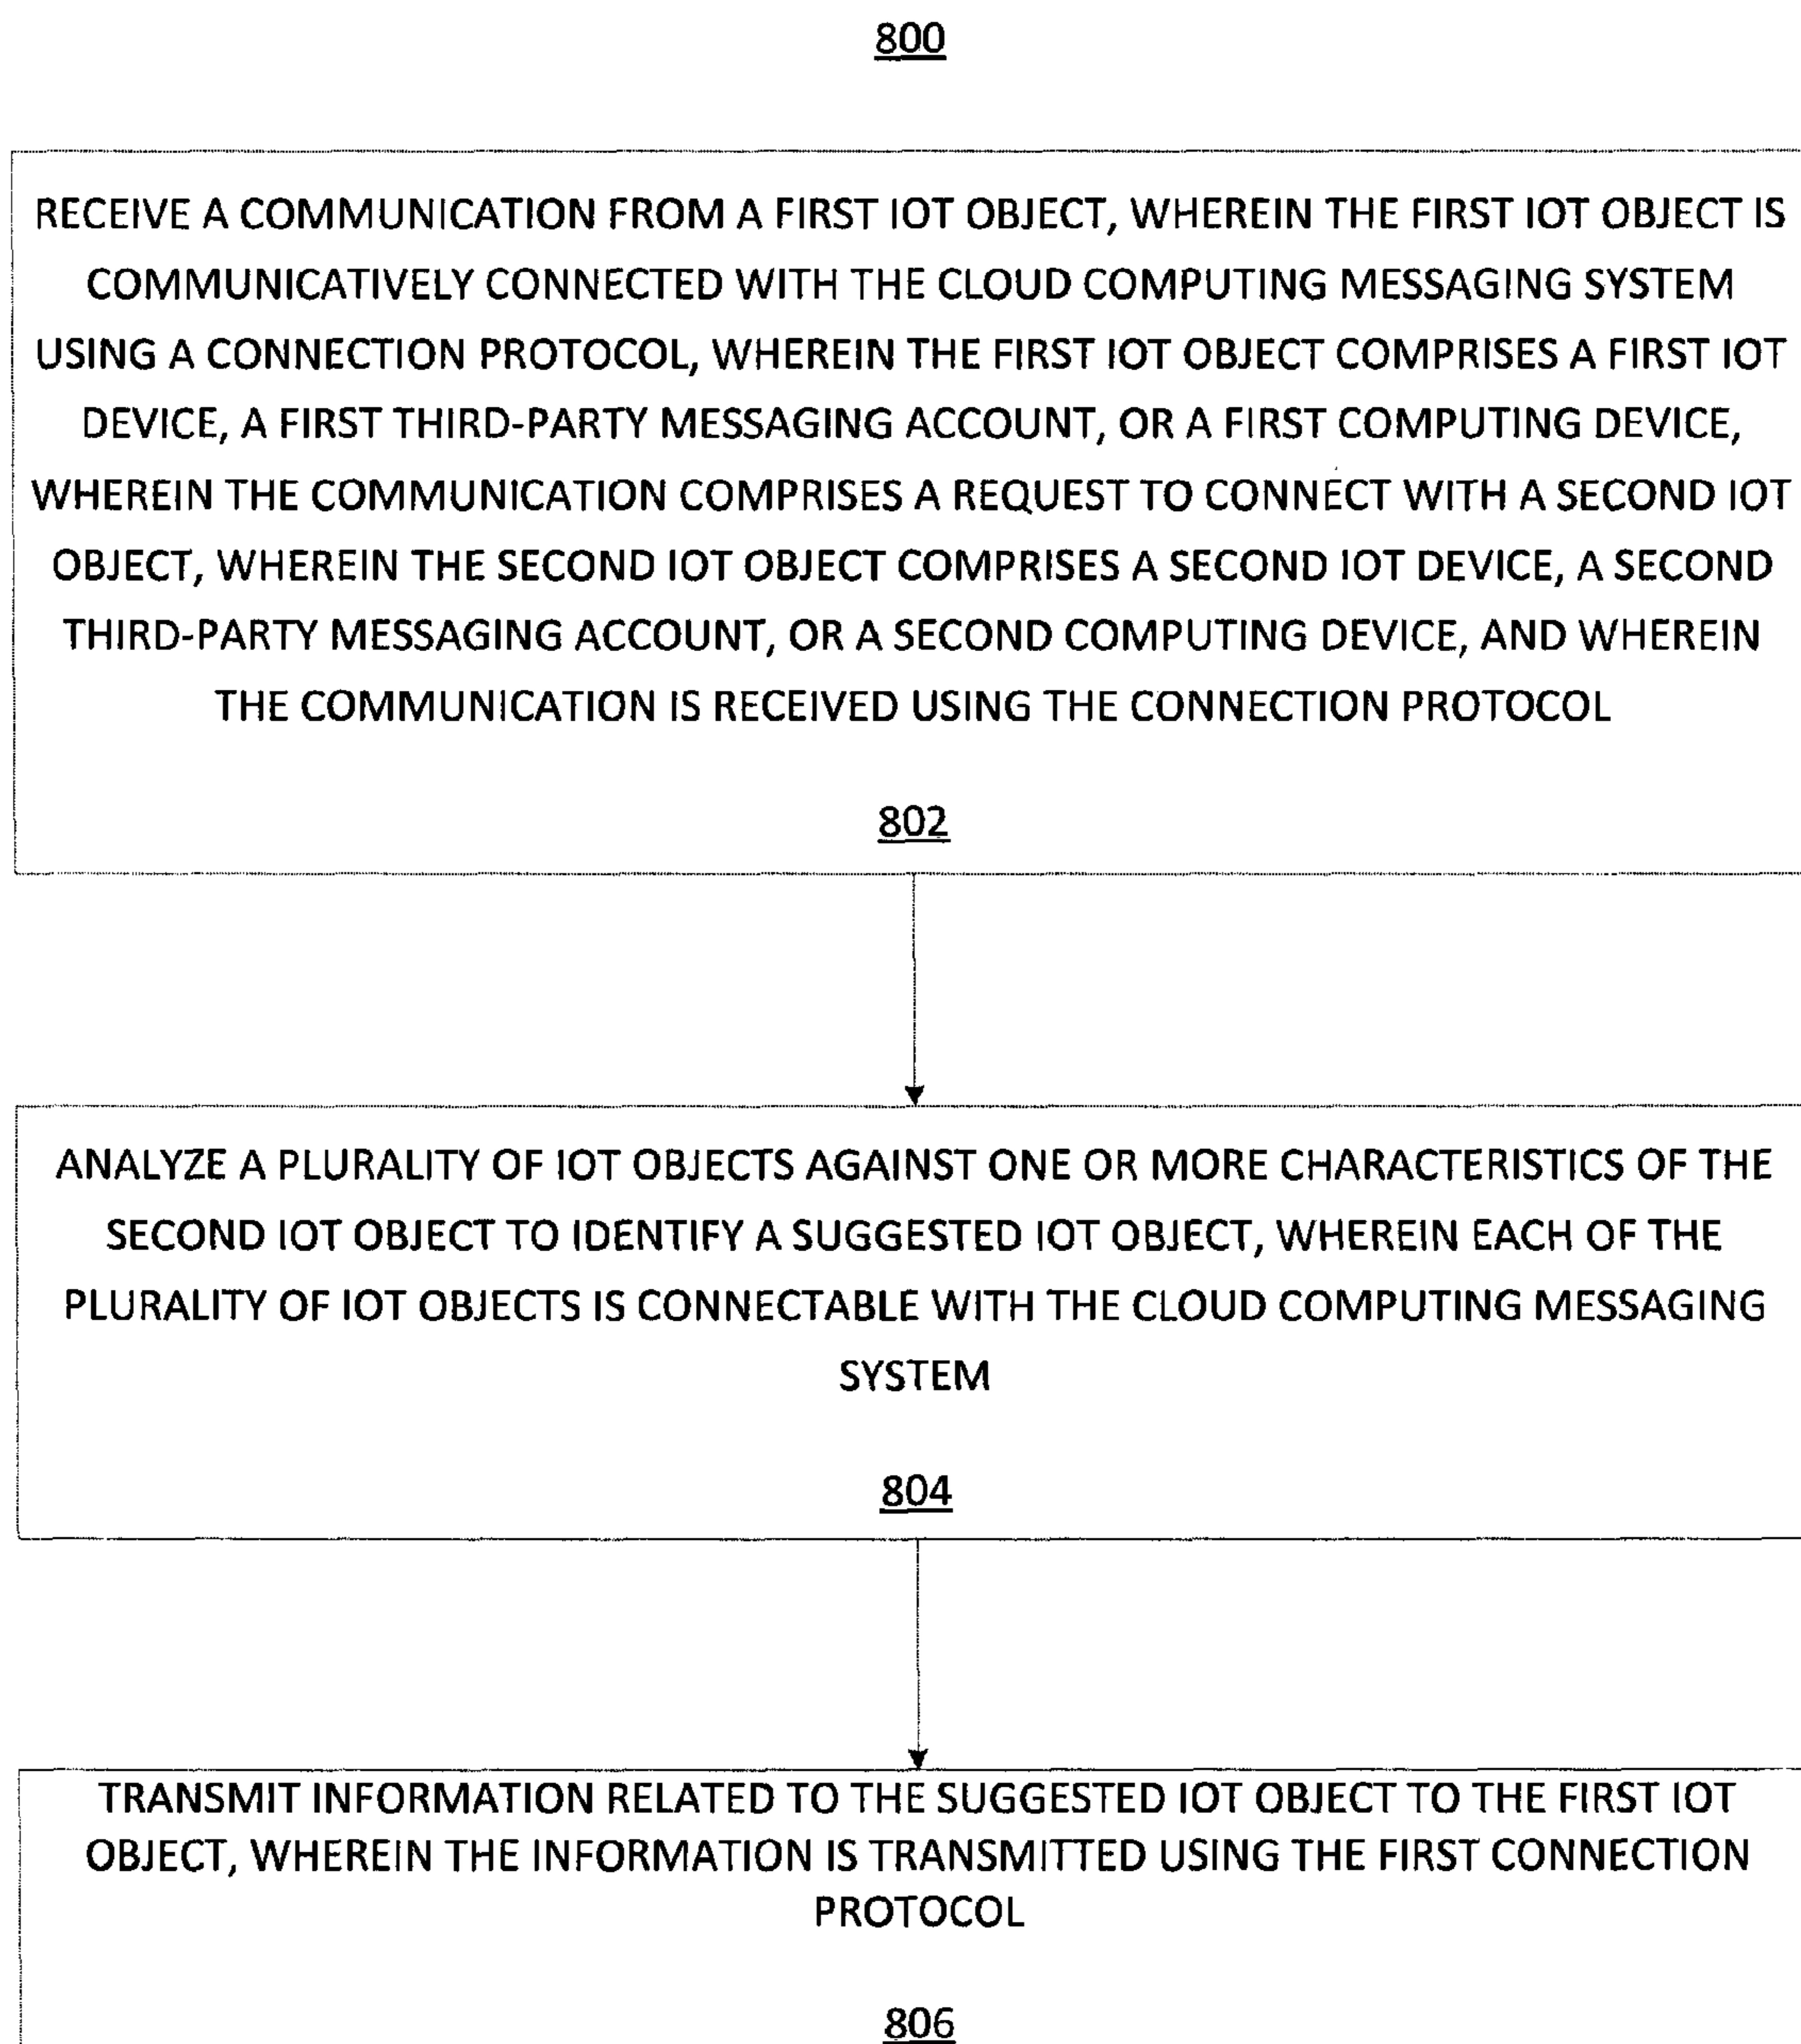 800
RECEIVE A COMMUNICATION FROM A FIRST IOT OBJECT, WHEREIN THE FIRST IOT OBJECT IS
COMMUNICATIVELY CONNECTED WITH THE CLOUD COMPUTING MESSAGING SYSTEM
USING A CONNECTION PROTOCOL, WHEREIN THE FIRST IOT OBJECT COMPRISES A FIRST IOT
DEVICE, A FIRST THIRD-PARTY MESSAGING ACCOUNT, OR A FIRST COMPUTING DEVICE,
WHEREIN THE COMMUNICATION COMPRISES A REQUEST TO CONNECT WITH A SECOND IOT
OBJECT, WHEREIN THE SECOND IOT OBJECT COMPRISES A SECOND IOT DEVICE, A SECOND
THIRD-PARTY MESSAGING ACCOUNT, OR A SECOND COMPUTING DEVICE, AND WHEREIN
THE COMMUNICATION IS RECEIVED USING THE CONNECTION PROTOCOL
802
ANALYZE A PLURALITY OF IOT OBJECTS AGAINST ONE OR MORE CHARACTERISTICS OF THE
SECOND IOT OBJECT TO IDENTIFY A SUGGESTED IOT OBJECT, WHEREIN EACH OF THE
PLURALITY OF IOT OBJECTS IS CONNECTABLE WITH THE CLOUD COMPUTING MESSAGING
SYSTEM
804
TRANSMIT INFORMATION RELATED TO THE SUGGESTED IOT OBJECT TO THE FIRST IOT
OBJECT, WHEREIN THE INFORMATION IS TRANSMITTED USING THE FIRST CONNECTION
PROTOCOL
806